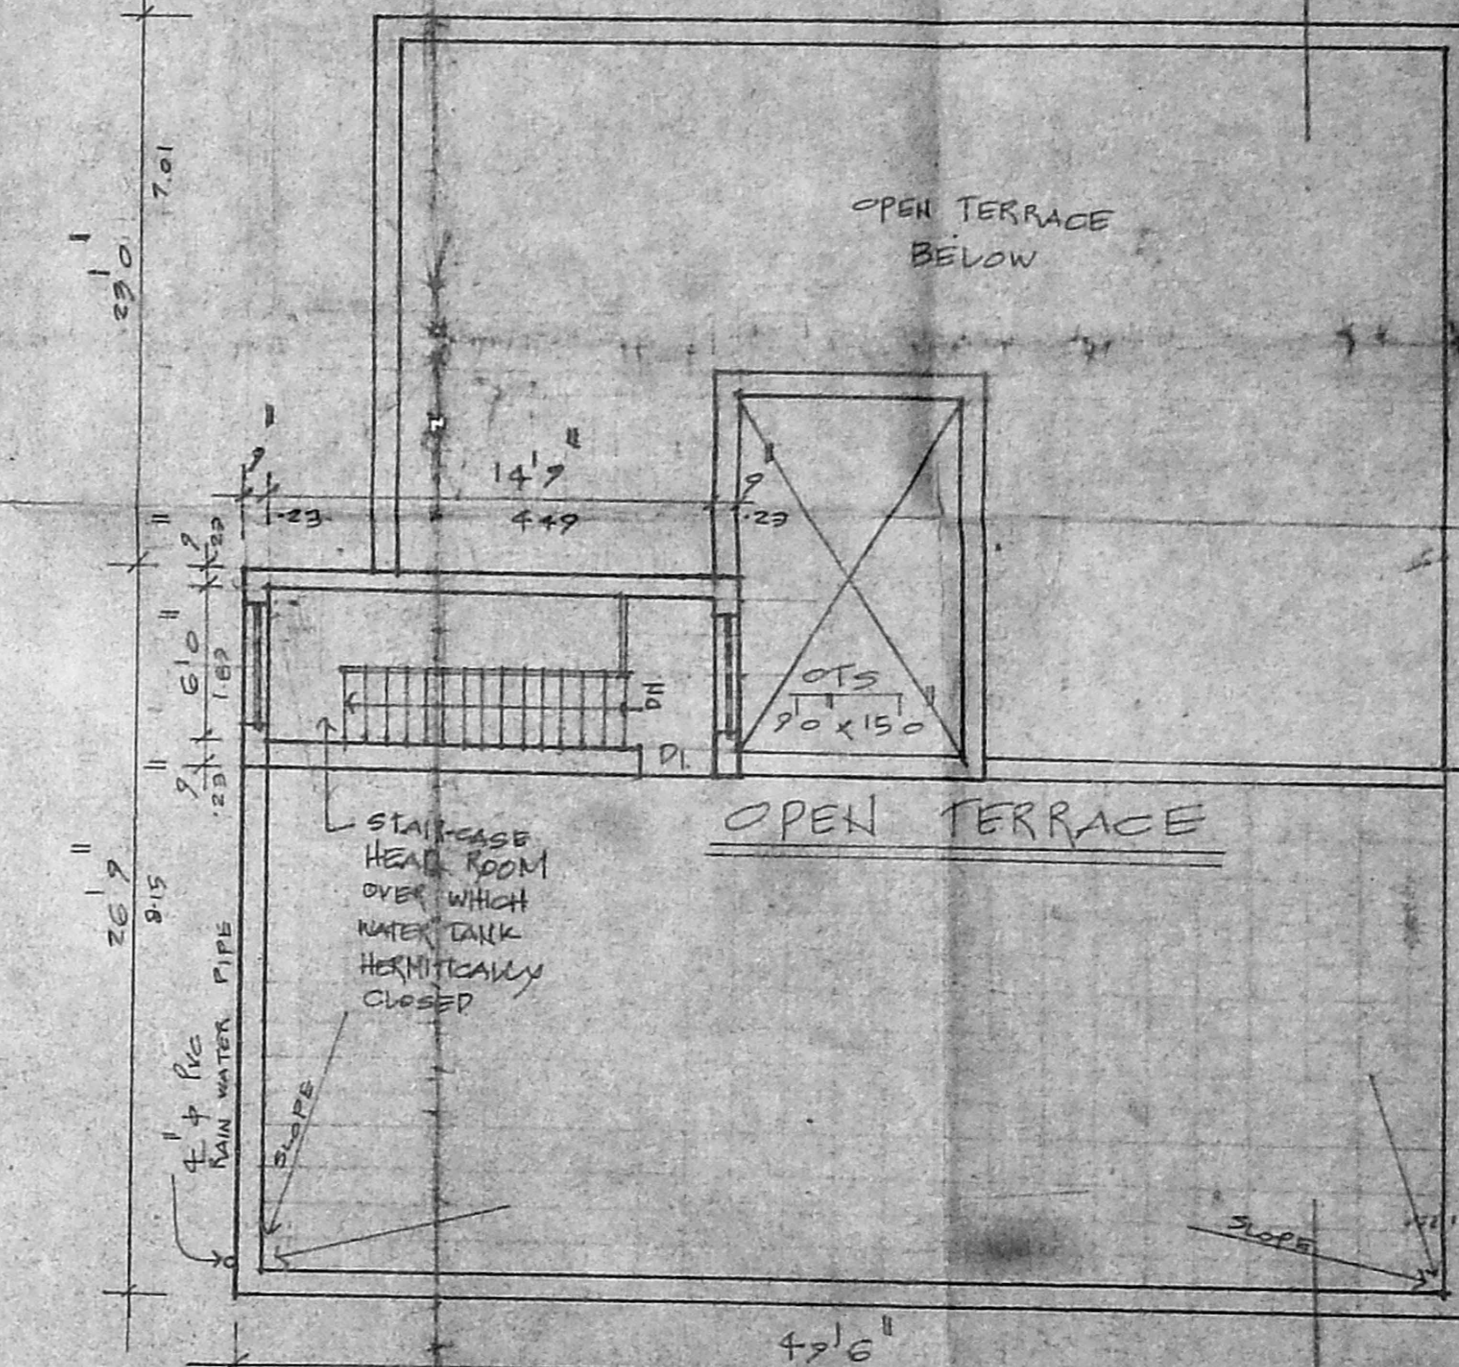 7.01
23'0"
OPEN TERRACE
BELOW
9"
14'9"
9"
.23
4.49
.23
9"
.23
6'0"
1.83
9"
.23
DN
D1.
OTS
9'0" x 15'0"
OPEN TERRACE
STAIR-CASE
HEAD ROOM
OVER WHICH
WATER TANK
HERMITICALLY
CLOSED
26'9"
8.15
4"φ PVC
RAIN WATER PIPE
SLOPE
SLOPE
49'6"